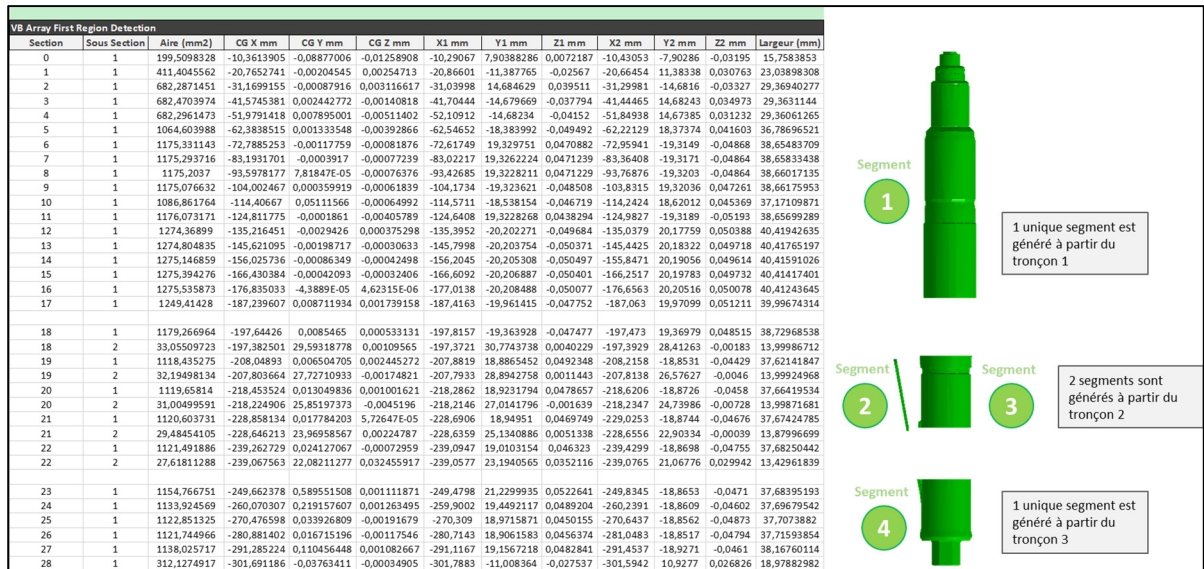 VB Array First Region Detection
Section Sous Section Aire (mm2) CG X mm CG Y mm CG Z mm X1 mm Y1 mm Z1 mm X2 mm Y2 mm Z2 mm Largeur (mm)
0 1 199,5098328 -10,3613905 -0,08877006 -0,01258908 -10,29067 7,90388286 0,0072187 -10,43053 -7,90286 -0,03195 15,7583853
1 1 411,4045562 -20,7652741 -0,00204545 0,00254713 -20,86601 -11,387765 -0,02567 -20,66454 11,38338 0,030763 23,03898308
2 1 682,2871451 -31,1699155 -0,00087916 0,003116617 -31,03998 14,684629 0,039511 -31,29981 -14,6816 -0,03327 29,36940277
3 1 682,4703974 -41,5745381 0,002442772 -0,00140818 -41,70444 -14,679669 -0,037794 -41,44465 14,68243 0,034973 29,3631144
4 1 682,2961473 -51,9791418 0,007895001 -0,00511402 -52,10912 -14,68234 -0,04152 -51,84938 14,67385 0,031232 29,36061265
5 1 1064,603988 -62,3838515 0,001333548 -0,00392866 -62,54652 -18,383992 -0,049492 -62,22129 18,37374 0,041603 36,78696521
6 1 1175,331143 -72,7885253 -0,00117759 -0,00081876 -72,61749 19,329751 0,0470882 -72,95941 -19,3149 -0,04868 38,65483709
7 1 1175,293716 -83,1931701 -0,0003917 -0,00077239 -83,02217 19,3262224 0,0471239 -83,36408 -19,3171 -0,04864 38,65833438
8 1 1175,2037 -93,5978177 7,81847E-05 -0,00076376 -93,42685 19,3228211 0,0471229 -93,76876 -19,3203 -0,04864 38,66017135
9 1 1175,076632 -104,002467 0,000359919 -0,00061839 -104,1734 -19,323621 -0,048508 -103,8315 19,32036 0,047261 38,66175953
10 1 1086,861764 -114,40667 0,05111566 -0,00064992 -114,5711 -18,538154 -0,046719 -114,2424 18,62012 0,045369 37,17109871
11 1 1176,073171 -124,811775 -0,0001861 -0,00405789 -124,6408 19,3228268 0,0438294 -124,9827 -19,3189 -0,05193 38,65699289
12 1 1274,36899 -135,216451 -0,0029426 0,000375298 -135,3952 -20,202271 -0,049684 -135,0379 20,17759 0,050388 40,41942635
13 1 1274,804835 -145,621095 -0,00198717 -0,00030633 -145,7998 -20,203754 -0,050371 -145,4425 20,18322 0,049718 40,41765197
14 1 1275,146859 -156,025736 -0,00086349 -0,00042498 -156,2045 -20,205308 -0,050497 -155,8471 20,19056 0,049614 40,41591026
15 1 1275,394276 -166,430384 -0,00042093 -0,00032406 -166,6092 -20,206887 -0,050401 -166,2517 20,19783 0,049732 40,41417401
16 1 1275,535873 -176,835033 -4,3889E-05 4,62315E-06 -177,0138 -20,208488 -0,050077 -176,6563 20,20516 0,050078 40,41243645
17 1 1249,41428 -187,239607 0,008711934 0,001739158 -187,4163 -19,961415 -0,047752 -187,063 19,97099 0,051211 39,99674314
18 1 1179,266964 -197,64426 0,0085465 0,000533131 -197,8157 -19,363928 -0,047477 -197,473 19,36979 0,048515 38,72968538
18 2 33,05509723 -197,382501 29,59318778 0,00109565 -197,3721 30,7743738 0,0040229 -197,3929 28,41263 -0,00183 13,99986712
19 1 1118,435275 -208,04893 0,006504705 0,002445272 -207,8819 18,8865452 0,0492348 -208,2158 -18,8531 -0,04429 37,62141847
19 2 32,19498134 -207,803664 27,72710933 -0,00174821 -207,7933 28,8942758 0,0011443 -207,8138 26,57627 -0,0046 13,99924968
20 1 1119,65814 -218,453524 0,013049836 0,001001621 -218,2862 18,9231794 0,0478657 -218,6206 -18,8726 -0,0458 37,66419534
20 2 31,00499591 -218,224906 25,85197373 -0,0045196 -218,2146 27,0141796 -0,001639 -218,2347 24,73986 -0,00728 13,99871681
21 1 1120,603731 -228,858134 0,017784203 5,72647E-05 -228,6906 18,94951 0,0469749 -229,0253 -18,8744 -0,04676 37,67424785
21 2 29,48454105 -228,646213 23,96958567 0,00224787 -228,6359 25,1340886 0,0051338 -228,6556 22,90334 -0,00039 13,87996699
22 1 1121,491886 -239,262729 0,024127067 -0,00072959 -239,0947 19,0103154 0,046323 -239,4299 -18,8698 -0,04755 37,68250442
22 2 27,61811288 -239,067563 22,08211277 0,032455917 -239,0577 23,1940565 0,0352116 -239,0765 21,06776 0,029942 13,42961839
23 1 1154,766751 -249,662378 0,589551508 0,001111871 -249,4798 21,2299935 0,0522641 -249,8345 -18,8653 -0,0471 37,68395193
24 1 1133,924569 -260,070307 0,219157607 0,001263495 -259,9002 19,4492117 0,0489204 -260,2391 -18,8609 -0,04602 37,69679542
25 1 1122,851325 -270,476598 0,033926809 -0,00191679 -270,309 18,9715871 0,0450155 -270,6437 -18,8562 -0,04873 37,7073882
26 1 1121,744966 -280,881402 0,016715196 -0,00117546 -280,7143 18,9061583 0,0456374 -281,0483 -18,8517 -0,04794 37,71593854
27 1 1138,025717 -291,285224 0,110456448 0,001082667 -291,1167 19,1567218 0,0482841 -291,4537 -18,9271 -0,0461 38,16760114
28 1 312,1274917 -301,691186 -0,03763411 -0,00034905 -301,7883 -11,008364 -0,027537 -301,5942 10,9277 0,026826 18,97882982
Segment
1
1 unique segment est
généré à partir du
tronçon 1
Segment
2
Segment
3
2 segments sont
générés à partir du
tronçon 2
Segment
4
1 unique segment est
généré à partir du
tronçon 3